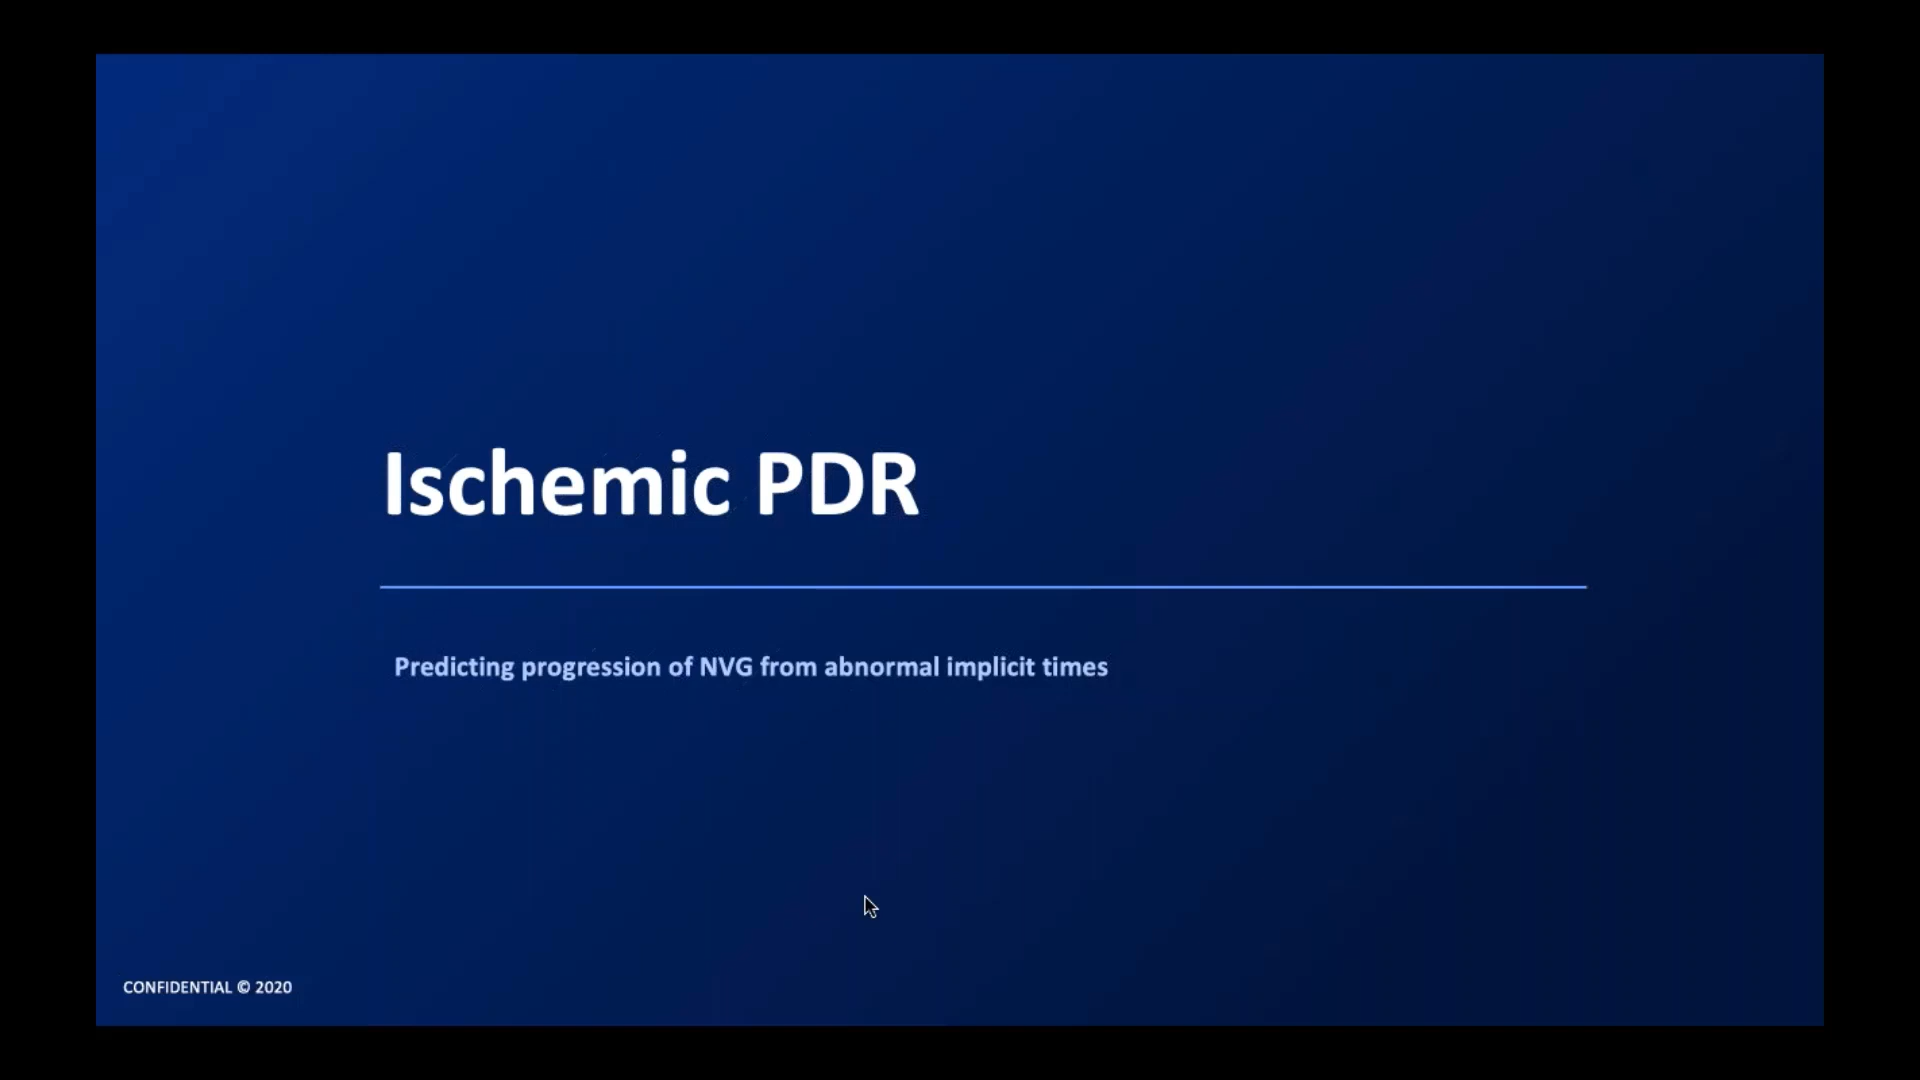 Ischemic PDR
Predicting progression of NVG from abnormal implicit times
CONFIDENTIAL © 2020